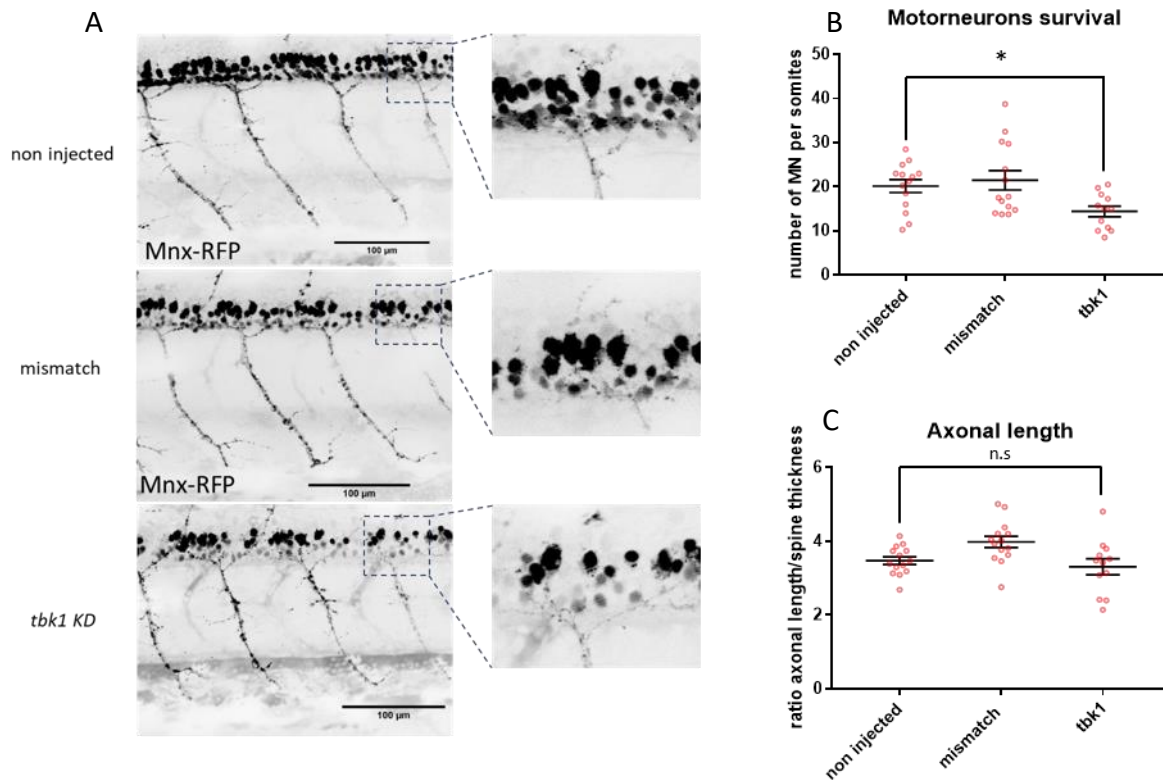 A
non injected
Mnx-RFP
100 µm
mismatch
Mnx-RFP
100 µm
tbk1 KD
100 µm
B
Motorneurons survival
*
number of MN per somites
50
40
30
20
10
0
non injected
mismatch
tbk1
C
Axonal length
n.s
ratio axonal length/spine thickness
6
4
2
0
non injected
mismatch
tbk1